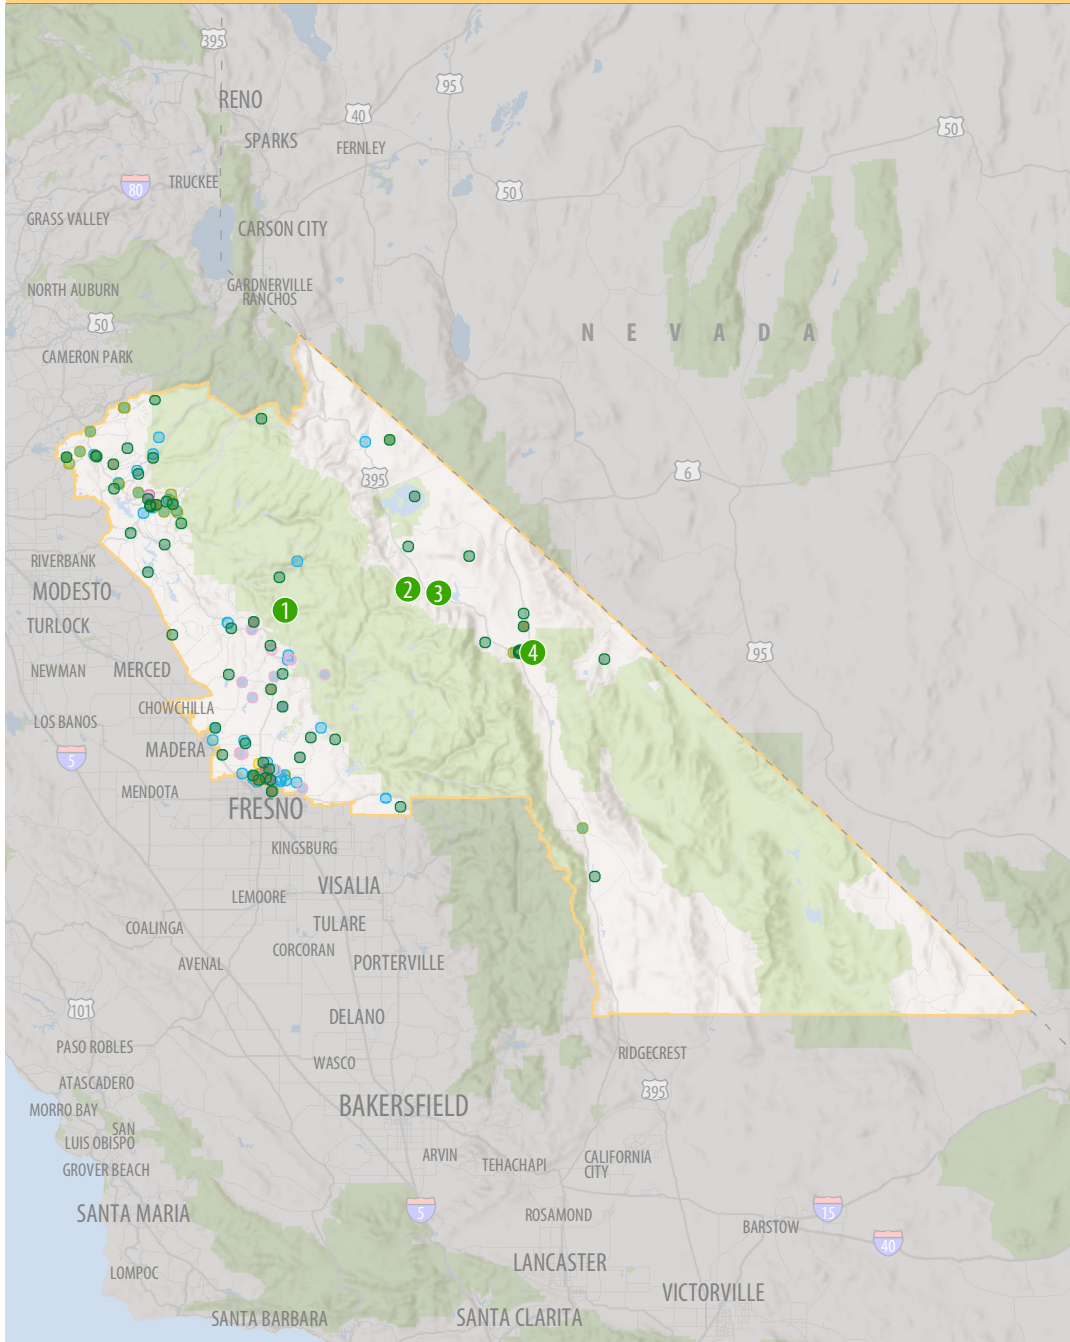 395
95
RENO
40
50
SPARKS
FERNLEY
TRUCKEE
80
50
GRASS VALLEY
CARSON CITY
GARDNERVILLE
RANCHOS
NORTH AUBURN
50
NEVADA
CAMERON PARK
6
395
RIVERBANK
MODESTO
2
3
1
TURLOCK
4
95
NEWMAN
MERCED
CHOWCHILLA
LOS BANOS
MADERA
5
MENDOTA
FRESNO
KINGSBURG
VISALIA
LEMOORE
TULARE
COALINGA
CORCORAN
AVENAL
PORTERVILLE
101
DELANO
PASO ROBLES
RIDGECREST
WASCO
ATASCADERO
395
MORRO BAY
BAKERSFIELD
SAN
LUIS OBISPO
ARVIN
TEHACHAPI
CALIFORNIA
CITY
GROVER BEACH
SANTA MARIA
5
ROSAMOND
15
BARSTOW
40
LANCASTER
LOMPOC
VICTORVILLE
SANTA BARBARA
SANTA CLARITA